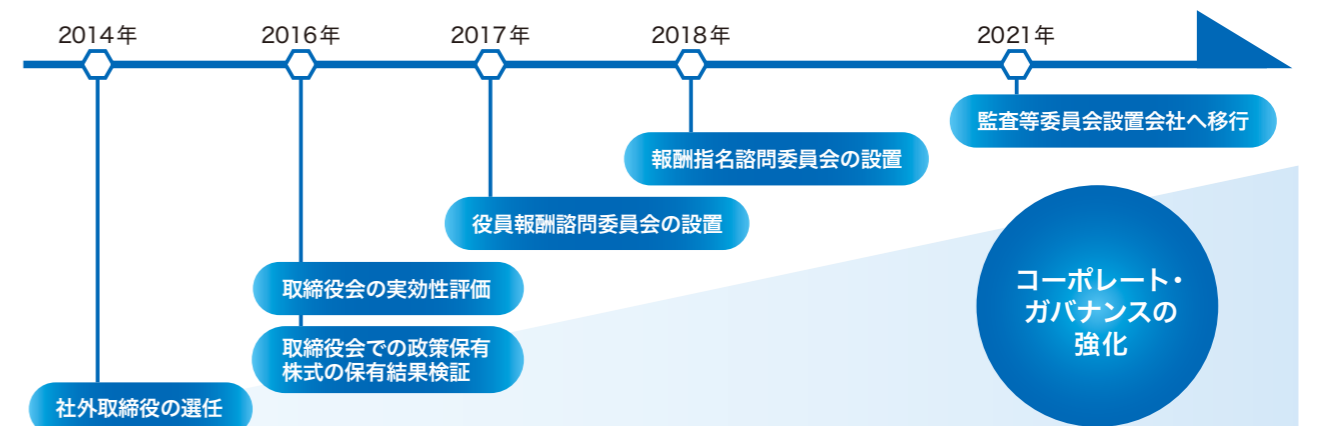 2014年
2016年
2017年
2018年
2021年
監査等委員会設置会社へ移行
報酬指名諮問委員会の設置
役員報酬諮問委員会の設置
取締役会の実効性評価
取締役会での政策保有
株式の保有結果検証
社外取締役の選任
コーポレート・
ガバナンスの
強化